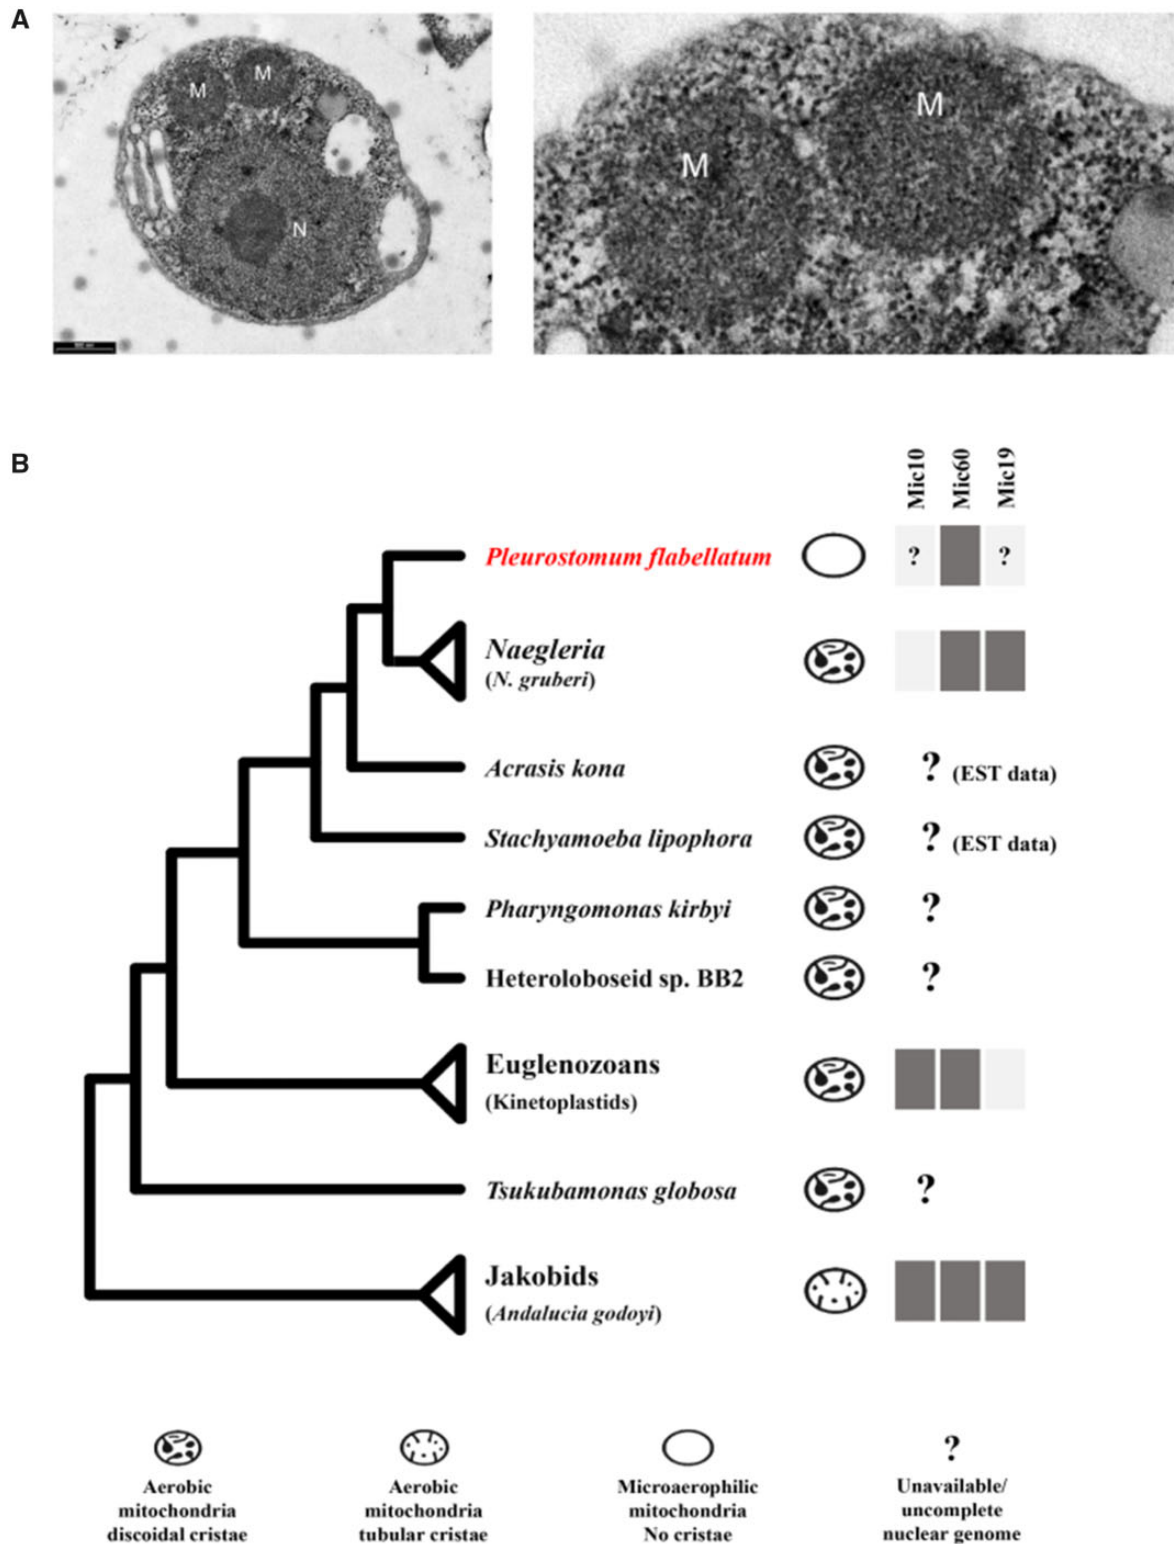 A
M
M
N
M
M
B
Mic10
Mic60
Mic19
Pleurostomum flabellatum
? ?
Naegleria
(N. gruberi)
Acrasis kona
? (EST data)
Stachyamoeba lipophora
? (EST data)
Pharyngomonas kirbyi
?
Heteroloboseid sp. BB2
?
Euglenozoans
(Kinetoplastids)
Tsukubamonas globosa
?
Jakobids
(Andalucia godoyi)
Aerobic
mitochondria
discoidal cristae
Aerobic
mitochondria
tubular cristae
Microaerophilic
mitochondria
No cristae
?
Unavailable/
uncomplete
nuclear genome